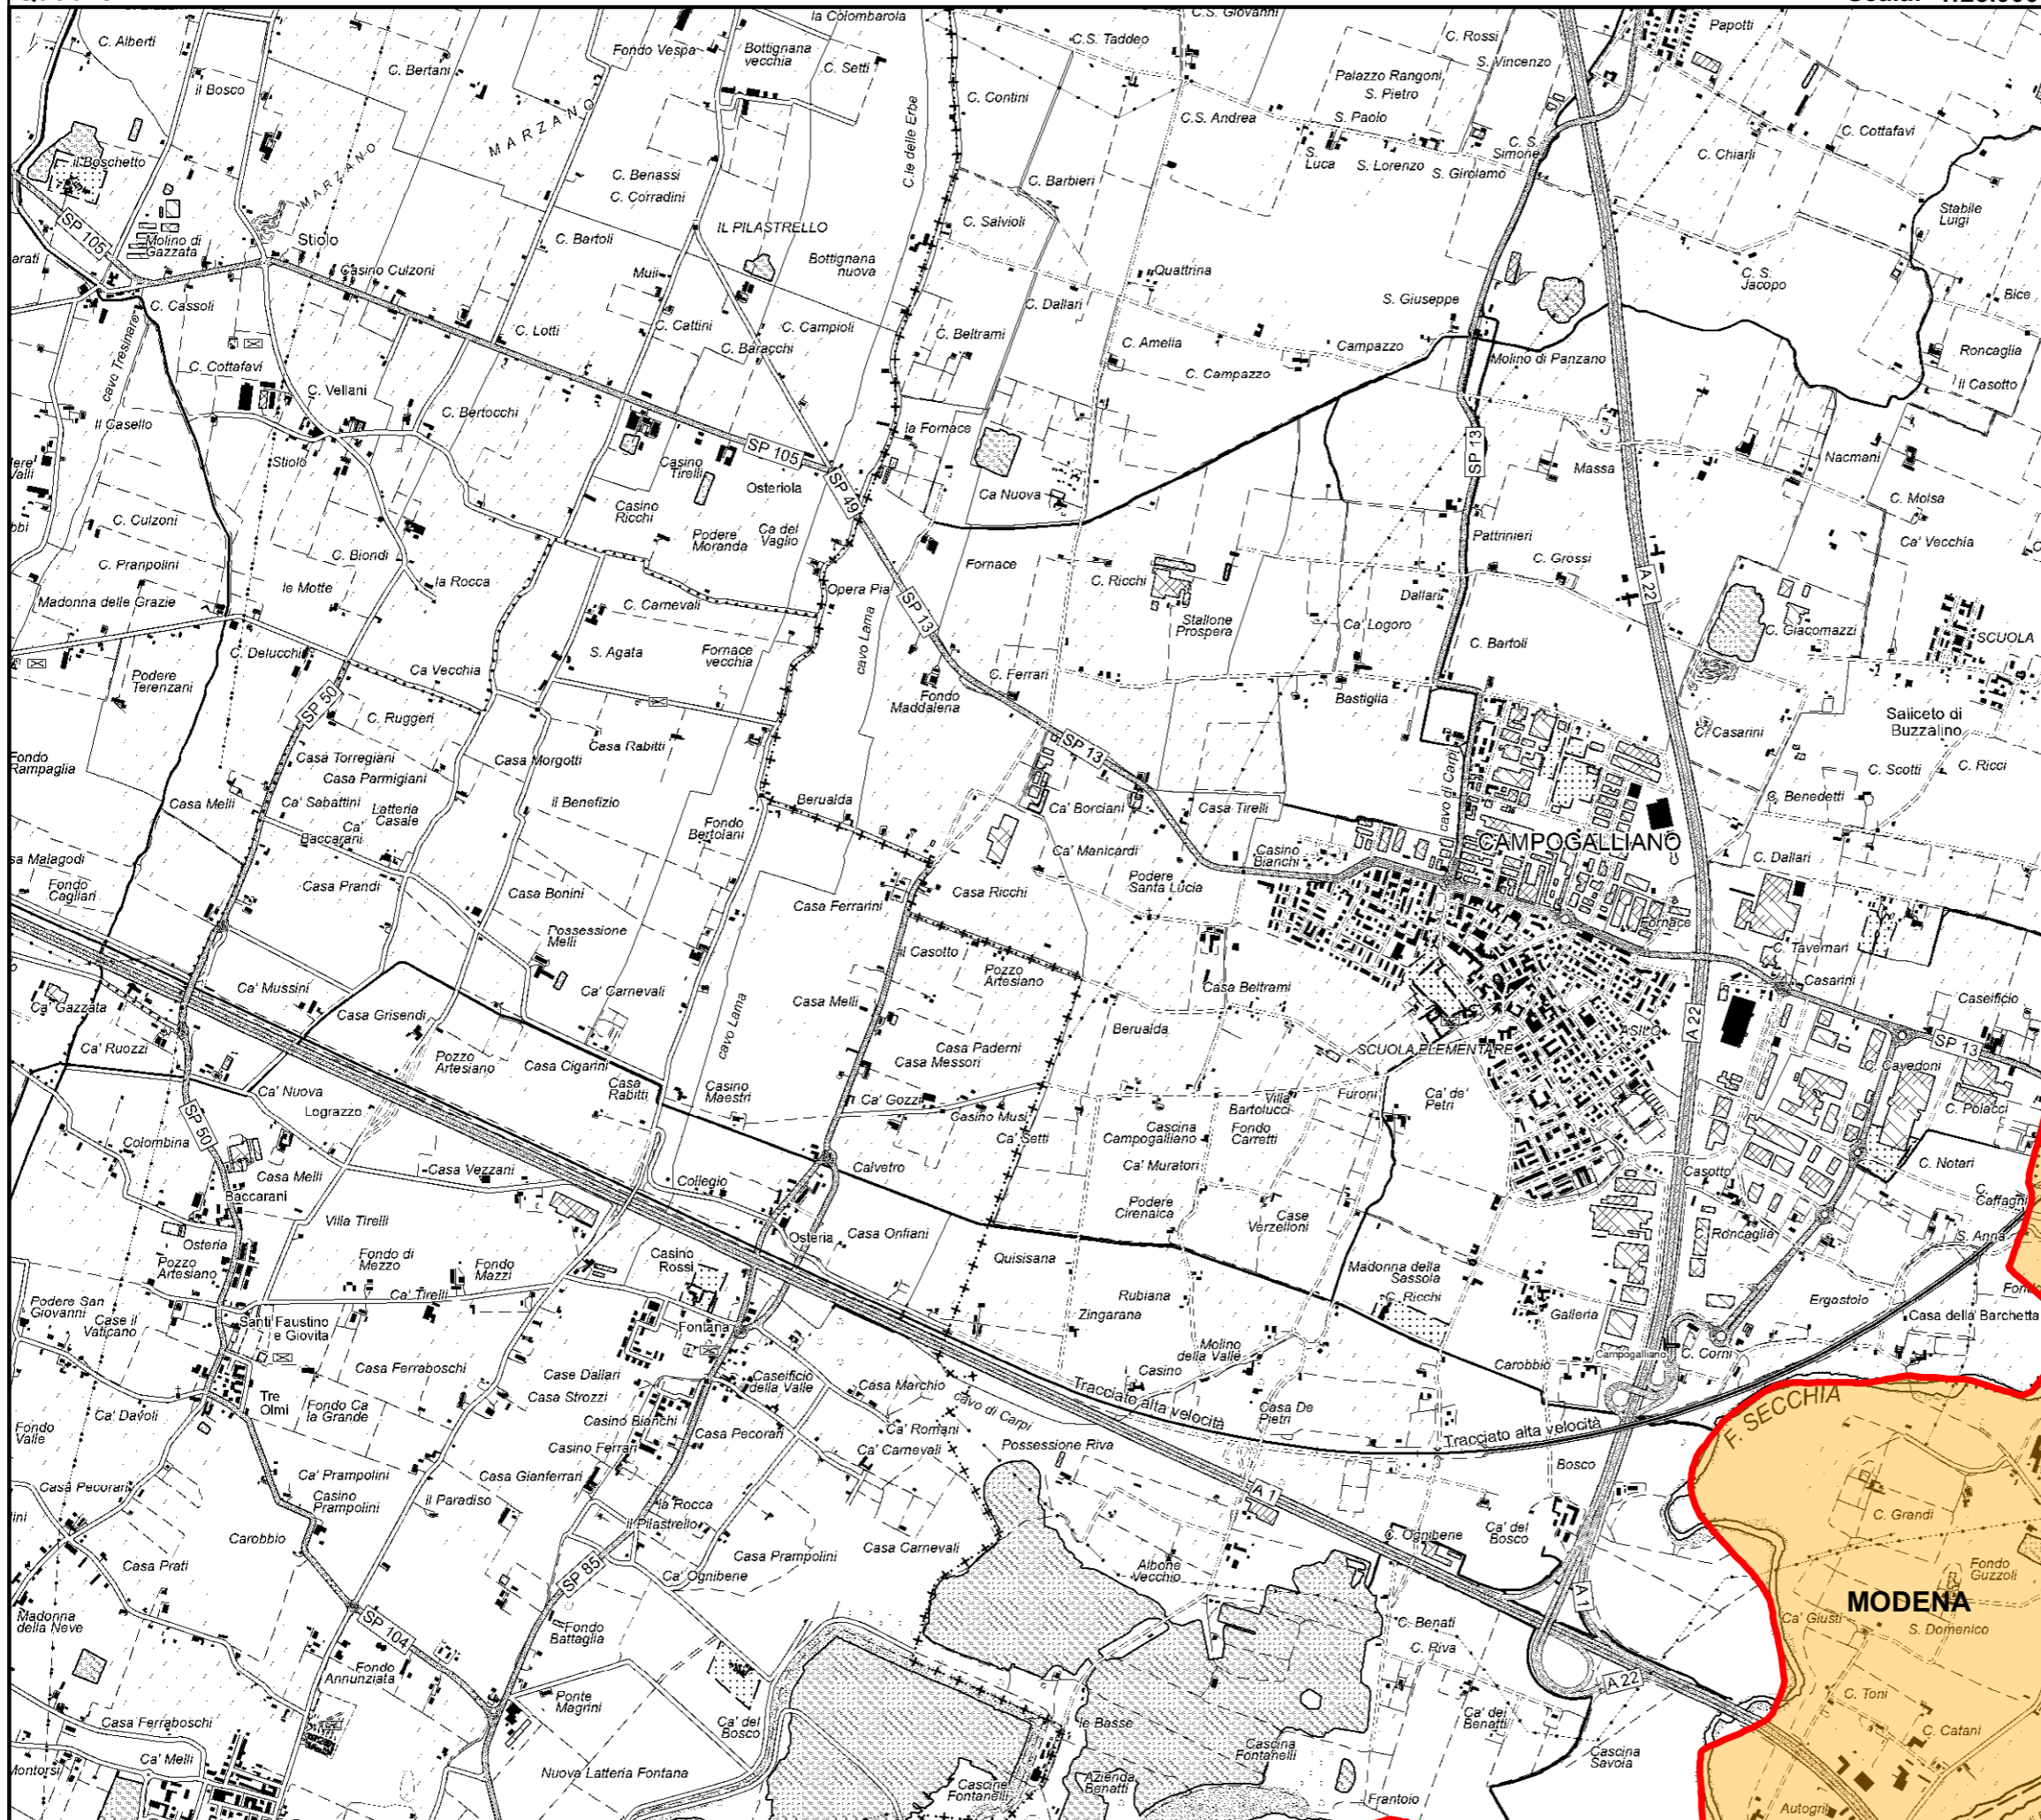 C. Alberti
C. Bertani
Fondo Vespa
la Colombarola
Bottignana
vecchia
C. Setti
C.S. Taddeo
C.S. Giovanni
C. Rossi
S. Vincenzo
Papotti
il Bosco
MARZANO
MARZANO
C. Contini
C.le delle Erbe
C.S. Andrea
Palazzo Rangoni
S. Pietro
S. Paolo
S. Luca
S. Lorenzo
S. Girolamo
C. S.
Simone
C. Chiarli
C. Cottafavi
il Boschetto
C. Benassi
C. Corradini
C. Barbieri
C. Salvioli
SP 105
Molino di
Gazzata
Stiolo
C. Bartoli
IL PILASTRELLO
Bottignana
nuova
Muli
Quattrina
Stabile
Luigi
C. S.
Jacopo
Bice
Casino Culzoni
C. Cassoli
cavo Tresinaro
C. Lotti
C. Cattini
C. Campioli
C. Baracchi
C. Beltrami
C. Dallari
C. Amelia
C. Campazzo
Campazzo
S. Giuseppe
Molino di Panzano
Roncaglia
il Casotto
C. Cottafavi
C. Vellani
C. Bertocchi
il Casello
Stiolo
la Fornace
SP 105
SP 49
Casino
Tirelli
Osteriola
Casino
Ricchi
Podere
Moranda
Ca del
Vaglio
Ca Nuova
SP 13
Massa
Nacmani
C. Molsa
Ca' Vecchia
C. Culzoni
C. Pranpolini
C. Biondi
le Motte
la Rocca
Madonna delle Grazie
Fornace
C. Ricchi
Pattrinieri
C. Grossi
A 22
Opera Pia
C. Carnevali
SP 13
Stallone
Prospera
Dallari
Ca' Logoro
C. Giacomazzi
SCUOLA
C. Delucchi
Ca Vecchia
S. Agata
Fornace
vecchia
cavo Lama
C. Bartoli
Podere
Terenzani
SP 50
C. Ruggeri
Fondo
Maddalena
C. Ferrari
Bastiglia
Saliceto di
Buzzalino
C. Casarini
Fondo
Rampaglia
Casa Torregiani
Casa Parmigiani
Casa Morgotti
Casa Rabitti
SP 13
C. Scotti
C. Ricci
Casa Melli
Ca' Sabattini
Ca'
Baccarani
Latteria
Casale
il Benefizio
Berualda
Fondo
Bertolani
Ca' Borciani
Casa Tirelli
cavo di Carpi
C. Benedetti
Ca' Manicardi
Casino
Bianchi
CAMPOGALLIANO
C. Dallari
Fondo
Cagliari
Casa Prandi
Casa Bonini
Casa Ferrarini
Casa Ricchi
Podere
Santa Lucia
Fornace
Possessione
Melli
il Casotto
Pozzo
Artesiano
C. Tavernari
Casarini
Ca' Gazzata
Ca' Mussini
Ca' Carnevali
Casa Melli
Casa Beltrami
Caseificio
Casa Grisendi
cavo Lama
Berualda
A 22
ASILO
SP 13
Ca' Ruozzi
Pozzo
Artesiano
Casa Cigarini
Casa Paderni
Casa Messori
SCUOLA ELEMENTARE
C. Cavedoni
Ca' Nuova
Lograzzo
Casa
Rabitti
Casino
Maestri
Ca' Gozzi
Casino Musi
Villa
Bartolucci
Furoni
Ca' de'
Petri
C. Polacci
SP 50
Colombina
Casa Melli
Casa Vezzani
Ca' Setti
Cascina
Campogalliano
Fondo
Carretti
Baccarani
Collegio
Calvetro
Ca' Muratori
Casotto
C. Notari
C.
Caffagni
Villa Tirelli
Osteria
Casa Onfiani
Podere
Cirenaica
Case
Verzelloni
C. Roncaglia
S. Anna
Osteria
Pozzo
Artesiano
Fondo di
Mezzo
Fondo
Mazzi
Casino
Rossi
Quisisana
Madonna della
Sassola
C. Ricchi
Podere San
Giovanni
Case il
Vaticano
Ca' Tirelli
Rubiana
Zingarana
Galleria
Ergastolo
Casa della Barchetta
Santi Faustino
e Giovita
Fontana
Molino
della Valle
Carobbio
Campogalliano
C. Corni
Casa Ferraboschi
Case Dallari
Casa Strozzi
Caseificio
della Valle
Casa Marchio
Casino
Tracciato alta velocità
Tre
Olmi
Fondo Ca
la Grande
Ca' Davoli
Fondo
Valle
Casino Bianchi
Casino Ferrari
Casa Pecorari
cavo di Carpi
Ca' Romani
Ca' Carnevali
Casa De
Pietri
Tracciato alta velocità
F. SECCHIA
Possessione Riva
Bosco
Ca' Prampolini
Casino
Prampolini
Casa Gianferrari
Casa Pecorari
il Paradiso
la Rocca
il Pilastrello
A 1
C. Grandi
Carobbio
Casa Prampolini
Casa Carnevali
C. Ognibene
Ca' del
Bosco
Casa Prati
SP 85
Ca' Ognibene
Albone
Vecchio
Fondo
Guzzoli
A 1
MODENA
Madonna
della Neve
SP 104
Fondo
Battaglia
C. Benati
C. Riva
Ca' Giusti
S. Domenico
Fondo
Annunziata
Ponte
Magrini
A 22
C. Toni
Casa Ferraboschi
Ca' del
Bosco
le Basse
Ca' dei
Benatti
C. Catani
Ca' Melli
Montorsi
Nuova Latteria Fontana
Cascina
Fontanelli
Cascina
Savoia
Cascine
Fontanelli
Azienda
Benatti
Frantoio
Autogrill